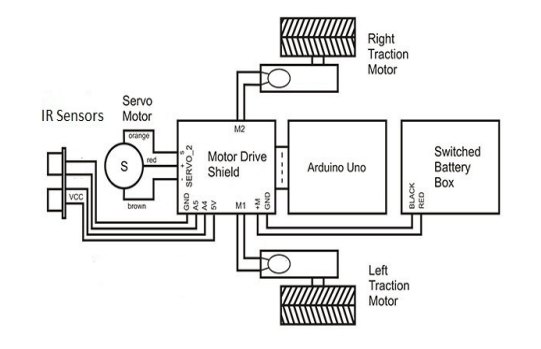 Right
Traction
Motor
IR Sensors
Servo
Motor
orange
S
red
brown
VCC
S
+
-
SERVO_2
M2
Motor Drive
Shield
GND
A5
A4
5V
M1
+M
GND
Arduino Uno
Switched
Battery
Box
BLACK
RED
Left
Traction
Motor